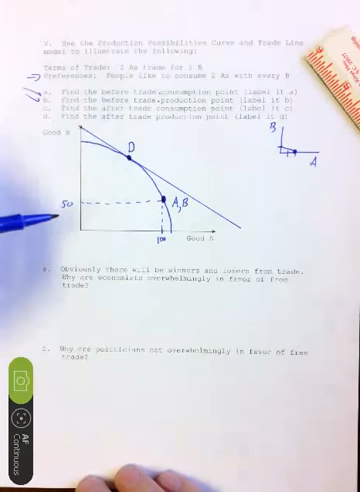 V. Use the Production Possibilities Curve and Trade Line
model to illustrate the following:
Terms of Trade: 2 As trade for 1 B
Preferences: People like to consume 2 As with every B
a. Find the before trade consumption point (label it a)
b. Find the before trade production point (label it b)
c. Find the after trade consumption point (label it c)
d. Find the after trade production point (label it d)
Good B
D
B
A
50
A,B
100
Good A
e. Obviously there will be winners and losers from trade.
Why are economists overwhelmingly in favor of free
trade?
f. Why are politicians not overwhelmingly in favor of free
trade?
AF
Continuous